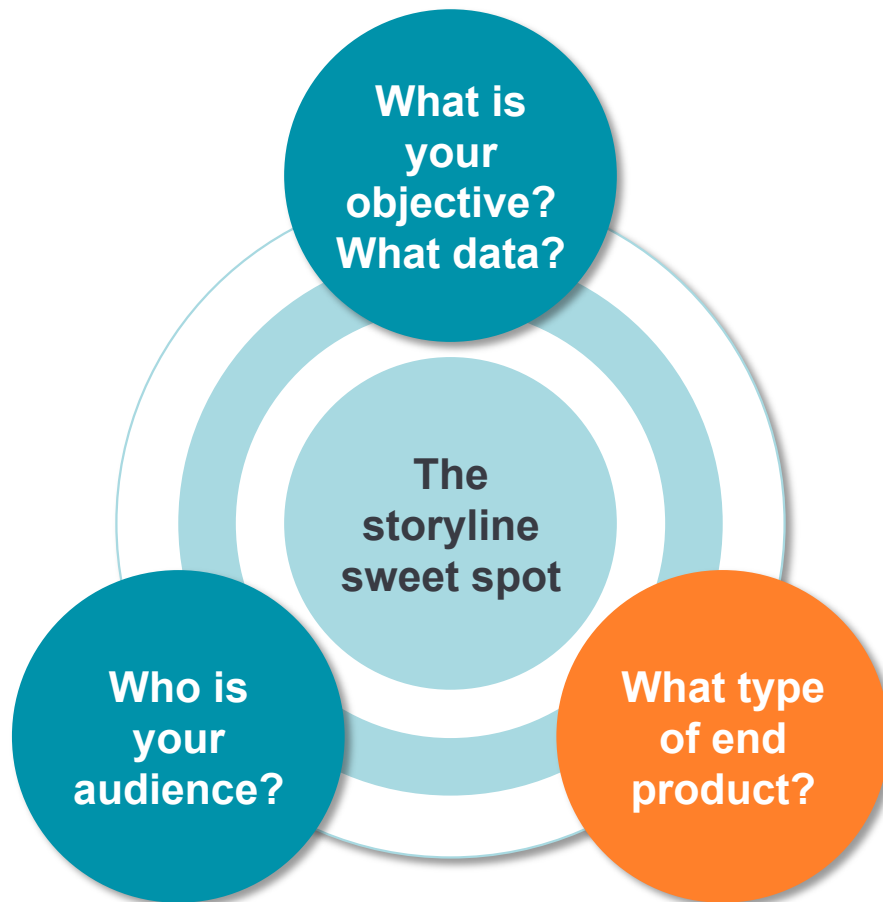 What is
your
objective?
What data?
The
storyline
sweet spot
Who is
your
audience?
What type
of end
product?